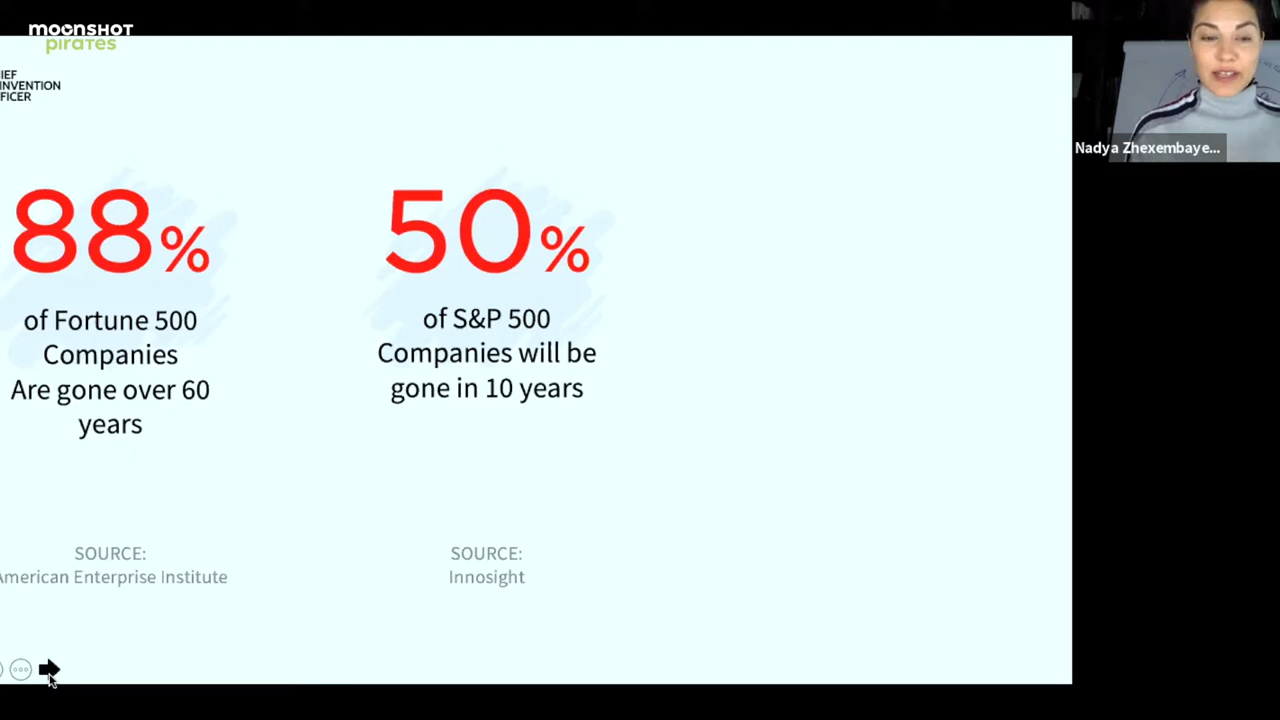 MOONSHOT
pirates
IEF
INVENTION
FICER
88%
of Fortune 500
Companies
Are gone over 60
years
SOURCE:
American Enterprise Institute
50%
of S&P 500
Companies will be
gone in 10 years
SOURCE:
Innosight
Nadya Zhexembaye...